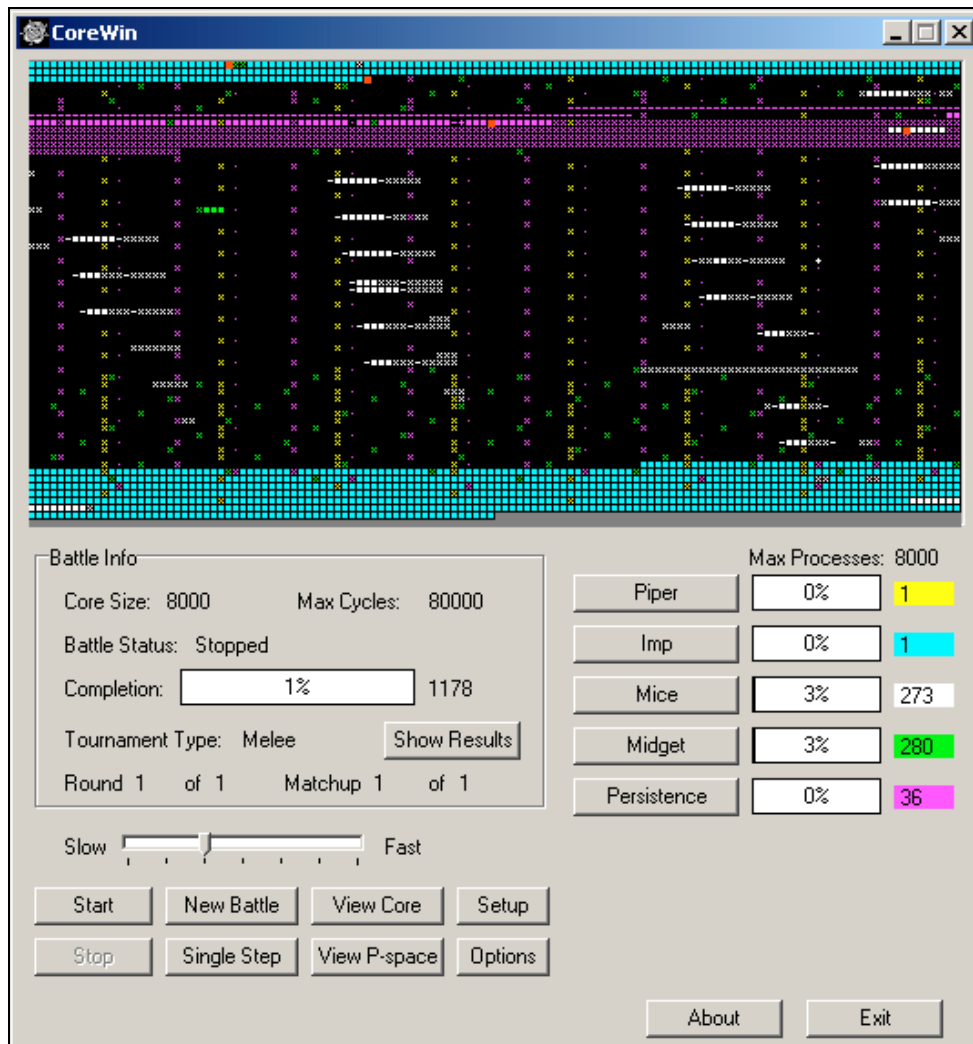 CoreWin
Battle Info
Core Size: 8000 Max Cycles: 80000
Battle Status: Stopped
Completion: 1% 1178
Tournament Type: Melee Show Results
Round 1 of 1 Matchup 1 of 1
Max Processes: 8000
Piper 0% 1
Imp 0% 1
Mice 3% 273
Midget 3% 280
Persistence 0% 36
Slow Fast
Start New Battle View Core Setup
Stop Single Step View P-space Options
About Exit